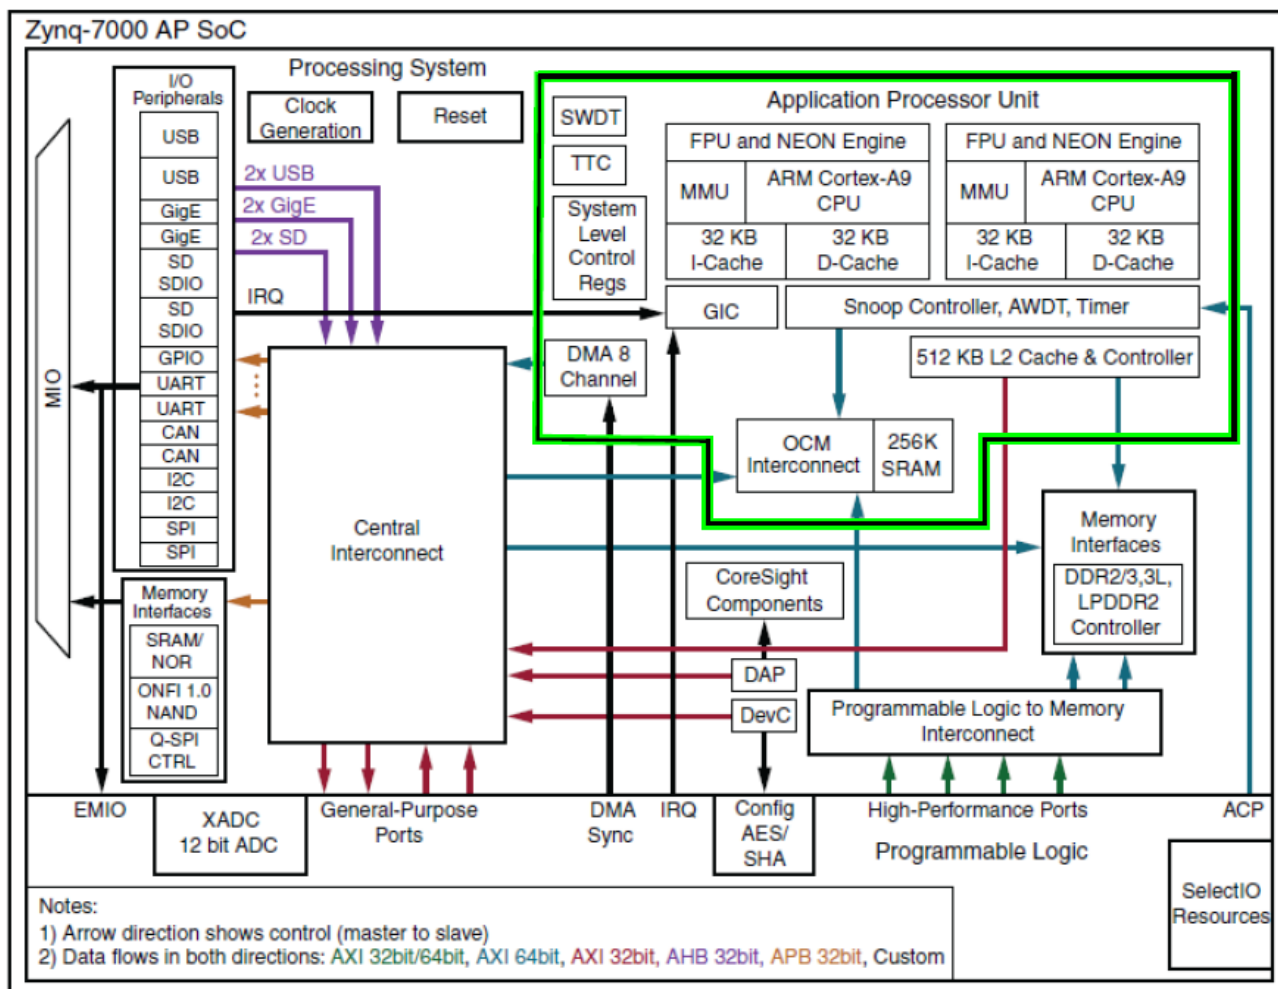 Zynq-7000 AP SoC
Processing System
I/O
Peripherals
USB
USB
GigE
GigE
SD
SDIO
SD
SDIO
GPIO
UART
UART
CAN
CAN
I2C
I2C
SPI
SPI
MIO
Clock
Generation
Reset
2x USB
2x GigE
2x SD
IRQ
Application Processor Unit
SWDT
TTC
System
Level
Control
Regs
FPU and NEON Engine
MMU
ARM Cortex-A9
CPU
32 KB
I-Cache
32 KB
D-Cache
FPU and NEON Engine
MMU
ARM Cortex-A9
CPU
32 KB
I-Cache
32 KB
D-Cache
GIC
Snoop Controller, AWDT, Timer
DMA 8
Channel
512 KB L2 Cache & Controller
OCM
Interconnect
256K
SRAM
Central
Interconnect
Memory
Interfaces
DDR2/3,3L,
LPDDR2
Controller
CoreSight
Components
Memory
Interfaces
SRAM/
NOR
ONFI 1.0
NAND
Q-SPI
CTRL
DAP
DevC
Programmable Logic to Memory
Interconnect
EMIO
XADC
12 bit ADC
General-Purpose
Ports
DMA
Sync
IRQ
Config
AES/
SHA
High-Performance Ports
ACP
Programmable Logic
SelectIO
Resources
Notes:
1) Arrow direction shows control (master to slave)
2) Data flows in both directions: AXI 32bit/64bit, AXI 64bit, AXI 32bit, AHB 32bit, APB 32bit, Custom